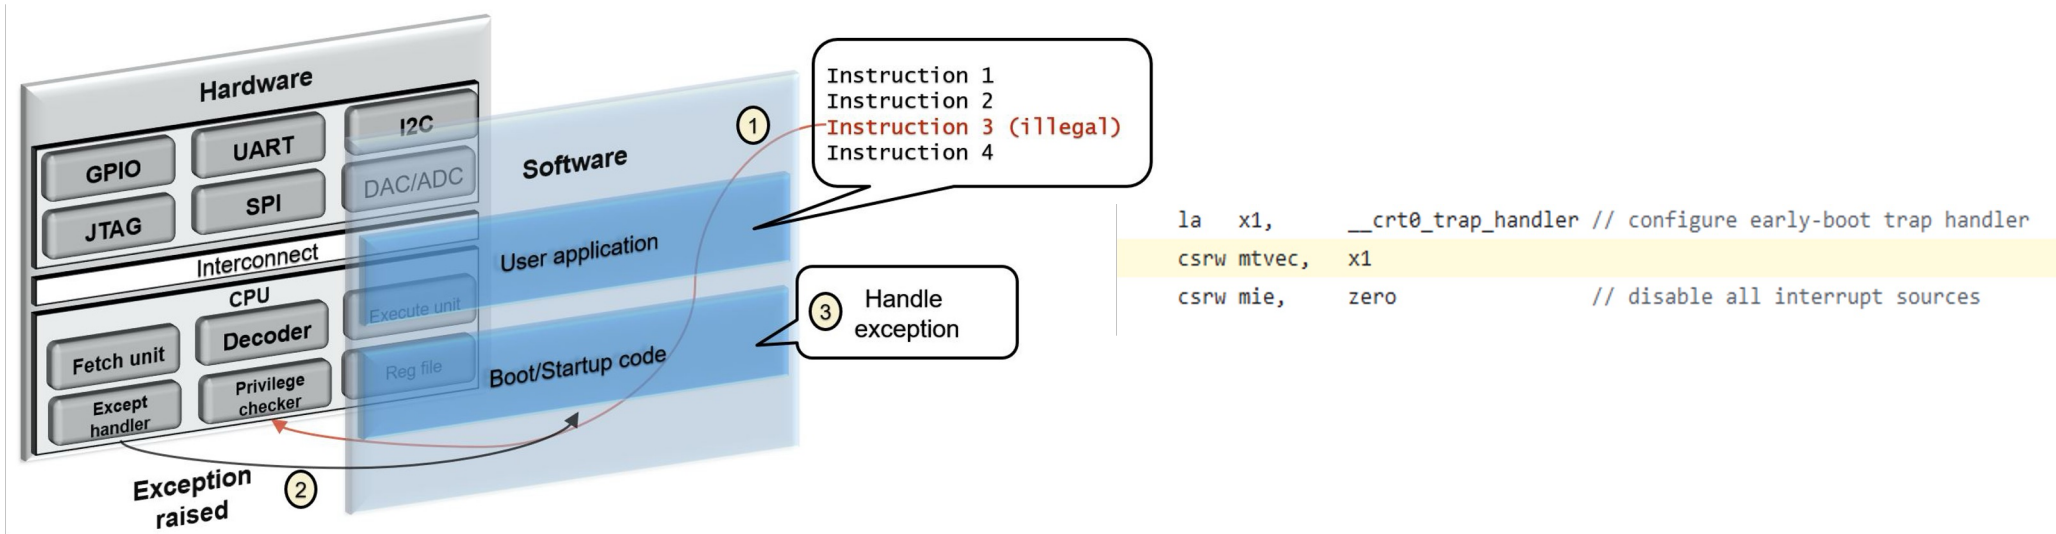 Hardware
GPIO
UART
I2C
JTAG
SPI
DAC/ADC
Interconnect
CPU
Fetch unit
Decoder
Execute unit
Except
handler
Privilege
checker
Reg file
Exception
raised
2
Software
User application
Boot/Startup code
1
Instruction 1
Instruction 2
Instruction 3 (illegal)
Instruction 4
3
Handle
exception
la x1, __crt0_trap_handler // configure early-boot trap handler
csrw mtvec, x1
csrw mie, zero // disable all interrupt sources